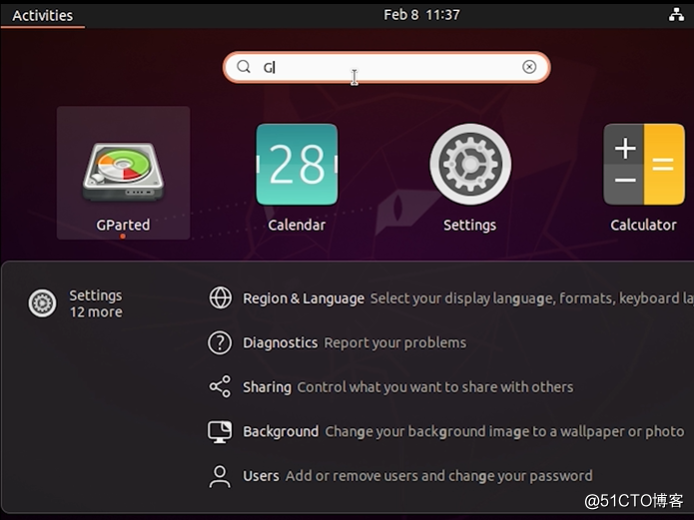 Activities
Feb 8 11:37
G
28
GParted
Calendar
Settings
Calculator
Settings
12 more
Region & Language Select your display language, formats, keyboard la
Diagnostics Report your problems
Sharing Control what you want to share with others
Background Change your background image to a wallpaper or photo
Users Add or remove users and change your password
@51CTO博客